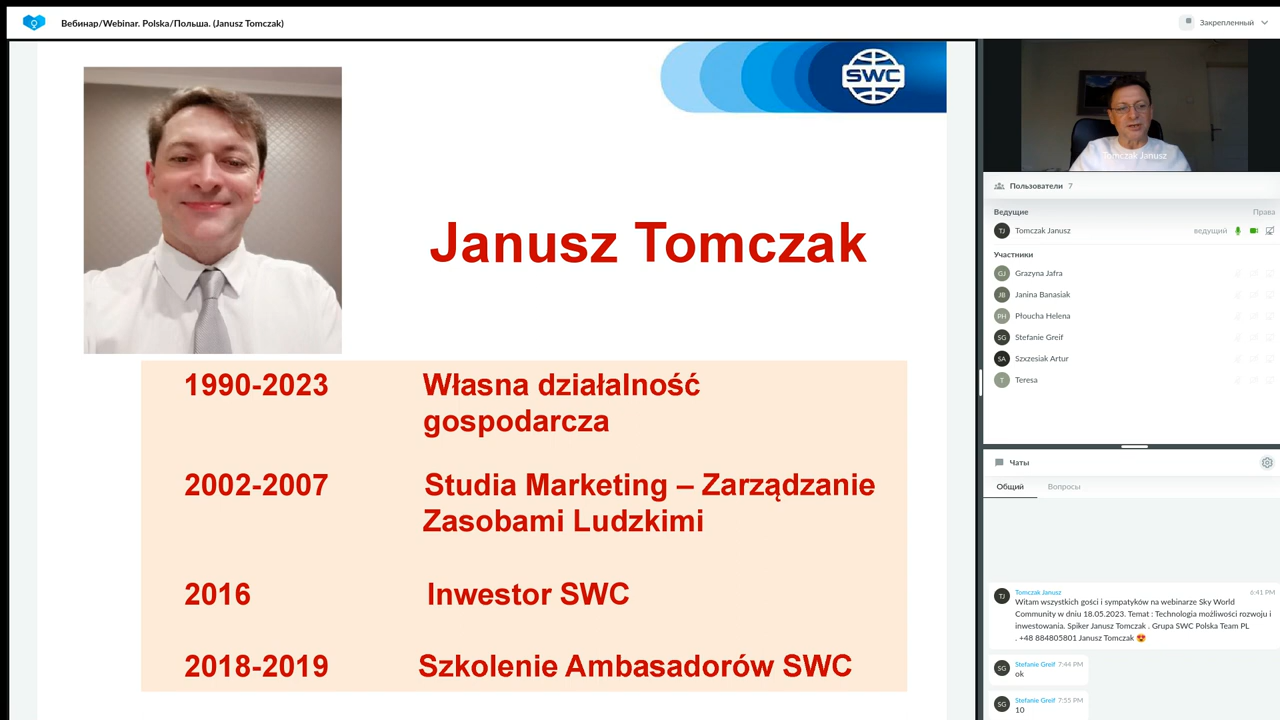 Вебинар/Webinar. Polska/Польша. (Janusz Tomczak)
Закрепленный
SWC
Janusz Tomczak
1990-2023 Własna działalność
gospodarcza
2002-2007 Studia Marketing – Zarządzanie
Zasobami Ludzkimi
2016 Inwestor SWC
2018-2019 Szkolenie Ambasadorów SWC
Tomczak Janusz
Пользователи 7
Ведущие Права
TJ Tomczak Janusz ведущий
Участники
GJ Grazyna Jafra
JB Janina Banasiak
PH Płoucha Helena
SG Stefanie Greif
SA Szxzesiak Artur
T Teresa
Чаты
Общий Вопросы
TJ Tomczak Janusz 6:41 PM
Witam wszystkich gości i sympatyków na webinarze Sky World
Community w dniu 18.05.2023. Temat : Technologia możliwości rozwoju i
inwestowania. Spiker Janusz Tomczak . Grupa SWC Polska Team PL
. +48 884805801 Janusz Tomczak 😍
SG Stefanie Greif 7:44 PM
ok
SG Stefanie Greif 7:55 PM
10